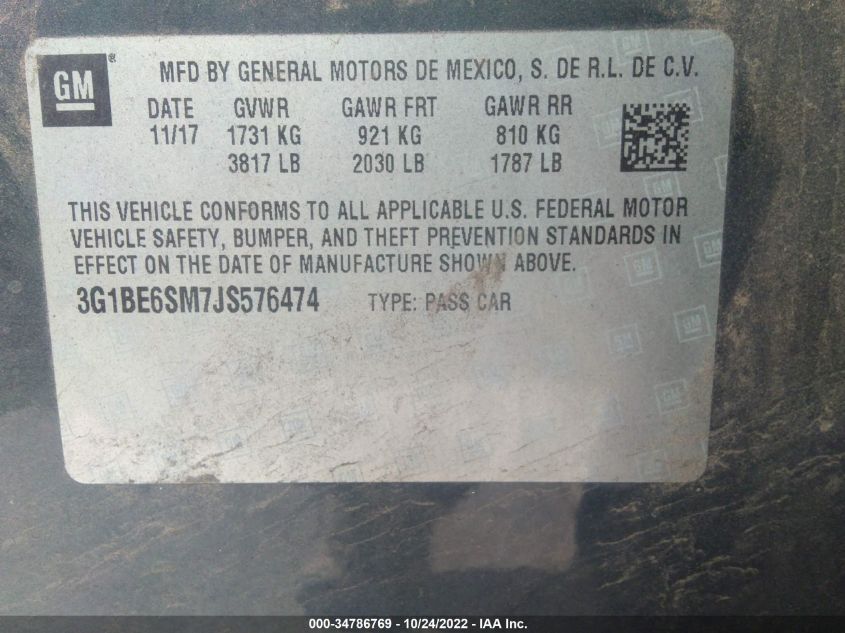 GM
MFD BY GENERAL MOTORS DE MEXICO, S. DE R.L. DE C.V.
DATE GVWR GAWR FRT GAWR RR
11/17 1731 KG 921 KG 810 KG
3817 LB 2030 LB 1787 LB
THIS VEHICLE CONFORMS TO ALL APPLICABLE U.S. FEDERAL MOTOR
VEHICLE SAFETY, BUMPER, AND THEFT PREVENTION STANDARDS IN
EFFECT ON THE DATE OF MANUFACTURE SHOWN ABOVE.
3G1BE6SM7JS576474 TYPE: PASS CAR
000-34786769 - 10/24/2022 - IAA Inc.